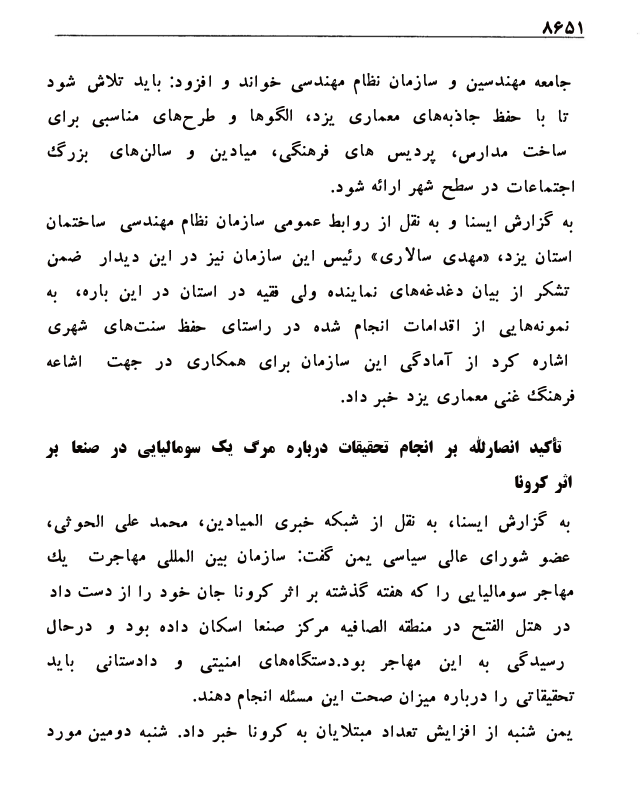 ۸۶۵۱
جامعه مهندسین و سازمان نظام مهندسی خواند و افزود: باید تلاش شود
تا با حفظ جاذبه‌های معماری یزد، الگوها و طرح‌های مناسبی برای
ساخت مدارس، پردیس های فرهنگی، میادین و سالن‌های بزرگ
اجتماعات در سطح شهر ارائه شود.
به گزارش ایسنا و به نقل از روابط عمومی سازمان نظام مهندسی ساختمان
استان یزد، «مهدی سالاری» رئیس این سازمان نیز در این دیدار ضمن
تشکر از بیان دغدغه‌های نماینده ولی فقیه در استان در این باره، به
نمونه‌هایی از اقدامات انجام شده در راستای حفظ سنت‌های شهری
اشاره کرد از آمادگی این سازمان برای همکاری در جهت اشاعه
فرهنگ غنی معماری یزد خبر داد.
تأکید انصارلله بر انجام تحقیقات درباره مرگ یک سومالیایی در صنعا بر
اثر کرونا
به گزارش ایسنا، به نقل از شبکه خبری المیادین، محمد علی الحوثی،
عضو شورای عالی سیاسی یمن گفت: سازمان بین المللی مهاجرت یک
مهاجر سومالیایی را که هفته گذشته بر اثر کرونا جان خود را از دست داد
در هتل الفتح در منطقه الصافیه مرکز صنعا اسکان داده بود و درحال
رسیدگی به این مهاجر بود.دستگاه‌های امنیتی و دادستانی باید
تحقیقاتی را درباره میزان صحت این مسئله انجام دهند.
یمن شنبه از افزایش تعداد مبتلایان به کرونا خبر داد. شنبه دومین مورد